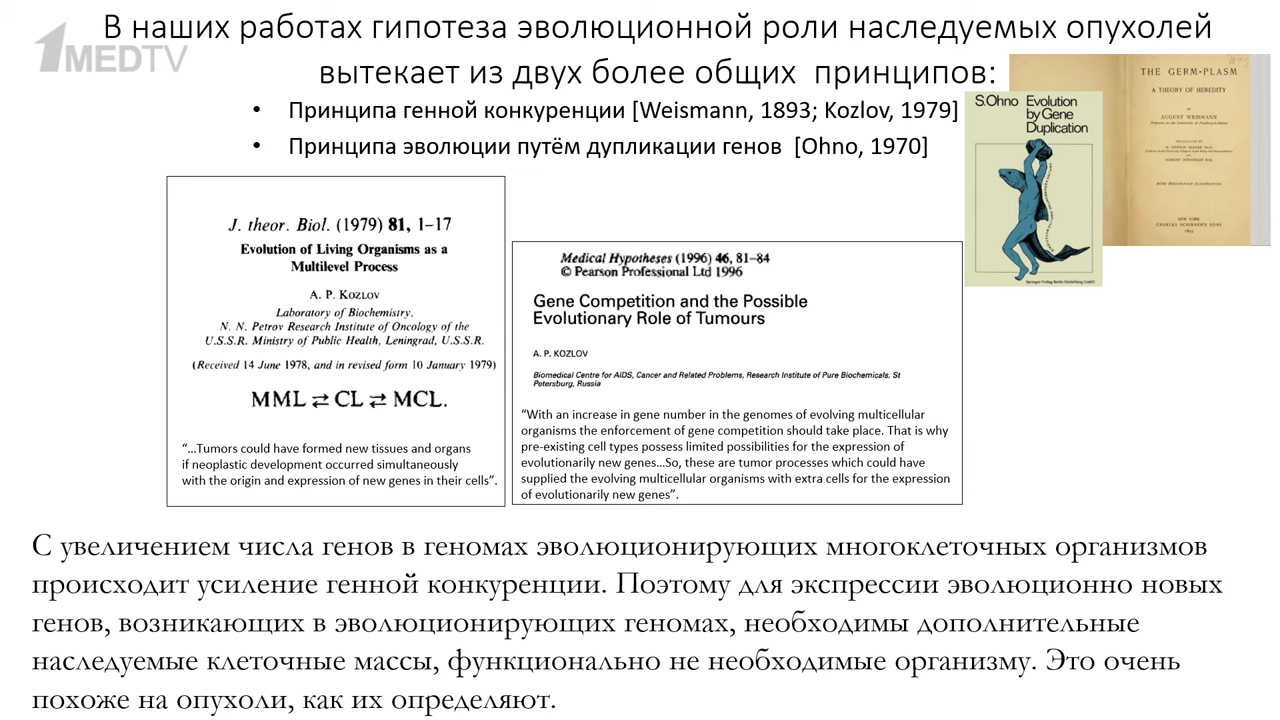 1MEDTV
В наших работах гипотеза эволюционной роли наследуемых опухолей
вытекает из двух более общих принципов:
• Принципа генной конкуренции [Weismann, 1893; Kozlov, 1979]
• Принципа эволюции путём дупликации генов [Ohno, 1970]
S.Ohno Evolution
by Gene
Duplication
Springer-Verlag Berlin Heidelberg GmbH
THE GERM-PLASM
A THEORY OF HEREDITY
AUGUST WEISMANN
NEW YORK
CHARLES SCRIBNER'S SONS
1893
J. theor. Biol. (1979) 81, 1–17
Evolution of Living Organisms as a
Multilevel Process
A. P. KOZLOV
Laboratory of Biochemistry,
N. N. Petrov Research Institute of Oncology of the
U.S.S.R. Ministry of Public Health, Leningrad, U.S.S.R.
(Received 14 June 1978, and in revised form 10 January 1979)
MML ⇄ CL ⇄ MCL.
“…Tumors could have formed new tissues and organs
if neoplastic development occurred simultaneously
with the origin and expression of new genes in their cells”.
Medical Hypotheses (1996) 46, 81–84
© Pearson Professional Ltd 1996
Gene Competition and the Possible
Evolutionary Role of Tumours
A. P. KOZLOV
Biomedical Centre for AIDS, Cancer and Related Problems, Research Institute of Pure Biochemicals, St
Petersburg, Russia
“With an increase in gene number in the genomes of evolving multicellular
organisms the enforcement of gene competition should take place. That is why
pre-existing cell types possess limited possibilities for the expression of
evolutionarily new genes…So, these are tumor processes which could have
supplied the evolving multicellular organisms with extra cells for the expression
of evolutionarily new genes”.
С увеличением числа генов в геномах эволюционирующих многоклеточных организмов
происходит усиление генной конкуренции. Поэтому для экспрессии эволюционно новых
генов, возникающих в эволюционирующих геномах, необходимы дополнительные
наследуемые клеточные массы, функционально не необходимые организму. Это очень
похоже на опухоли, как их определяют.